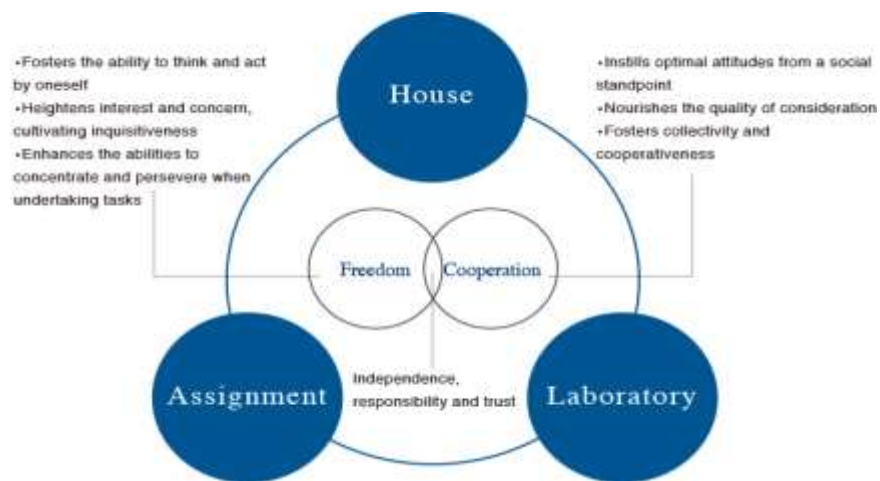 •Fosters the ability to think and act
by oneself
•Heightens interest and concern,
cultivating inquisitiveness
•Enhances the abilities to
concentrate and persevere when
undertaking tasks
House
•Instills optimal attitudes from a social
standpoint
•Nourishes the quality of consideration
•Fosters collectivity and
cooperativeness
Freedom
Cooperation
Independence,
responsibility and trust
Assignment
Laboratory